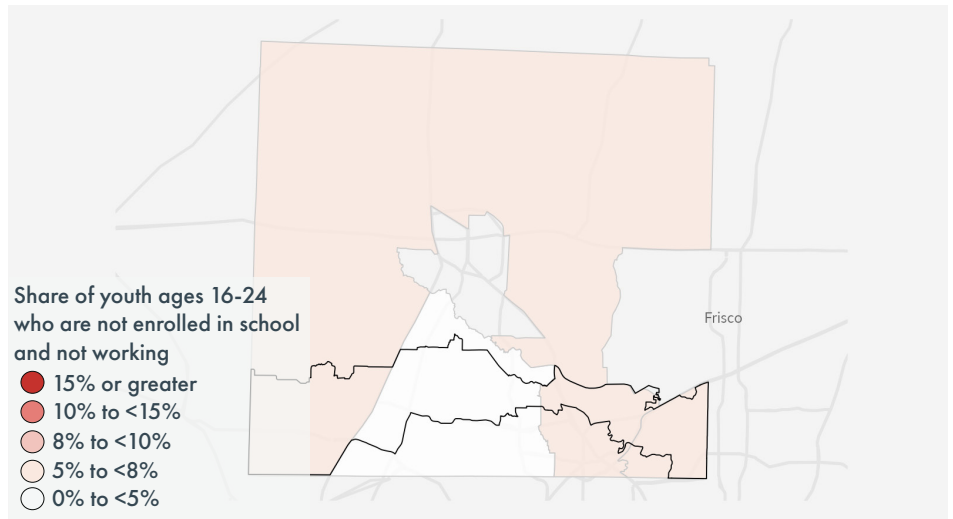 Frisco
Share of youth ages 16-24
who are not enrolled in school
and not working
15% or greater
10% to <15%
8% to <10%
5% to <8%
0% to <5%